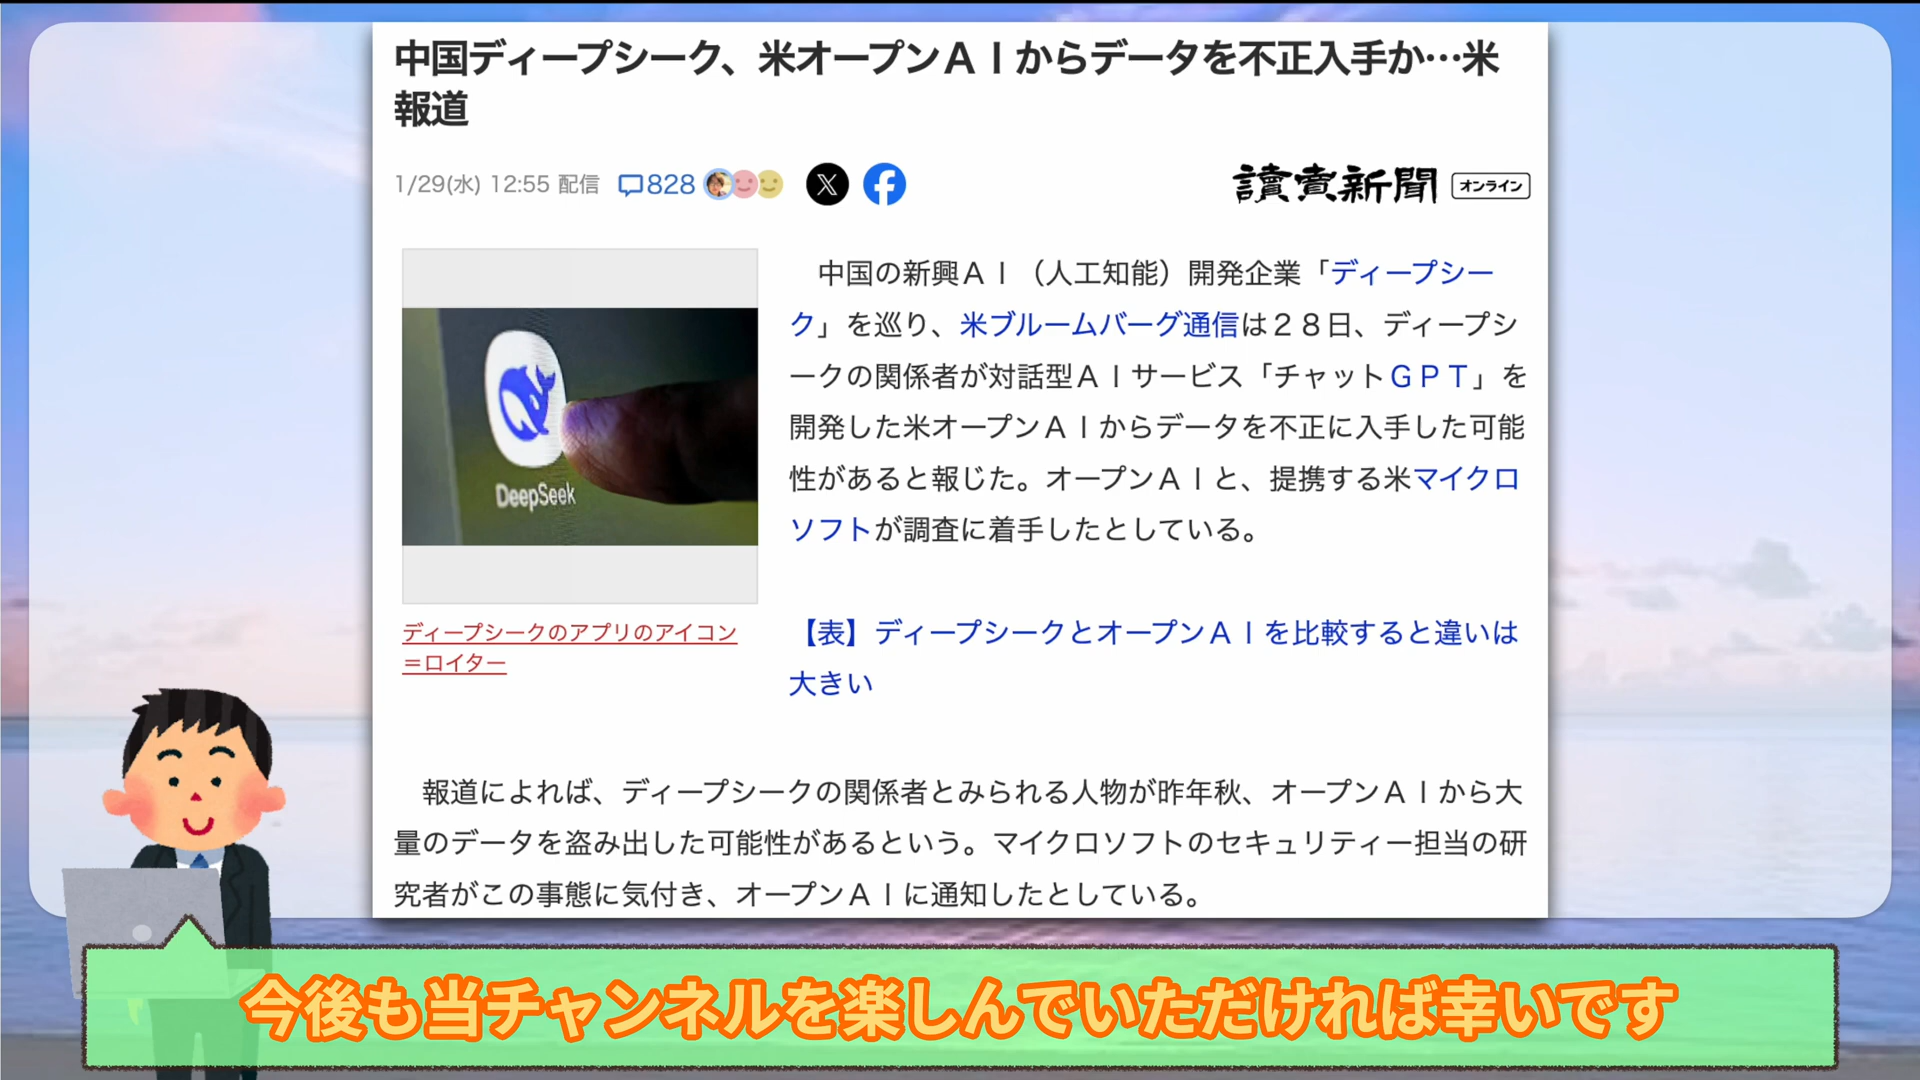 中国ディープシーク、米オープンＡＩからデータを不正入手か…米
報道
1/29(水) 12:55 配信
828
讀賣新聞 オンライン
中国の新興ＡＩ（人工知能）開発企業「ディープシー
ク」を巡り、米ブルームバーグ通信は２８日、ディープシ
ークの関係者が対話型ＡＩサービス「チャットＧＰＴ」を
開発した米オープンＡＩからデータを不正に入手した可能
性があると報じた。オープンＡＩと、提携する米マイクロ
ソフトが調査に着手したとしている。
DeepSeek
ディープシークのアプリのアイコン
＝ロイター
【表】ディープシークとオープンＡＩを比較すると違いは
大きい
報道によれば、ディープシークの関係者とみられる人物が昨年秋、オープンＡＩから大
量のデータを盗み出した可能性があるという。マイクロソフトのセキュリティー担当の研
究者がこの事態に気付き、オープンＡＩに通知したとしている。
今後も当チャンネルを楽しんでいただければ幸いです